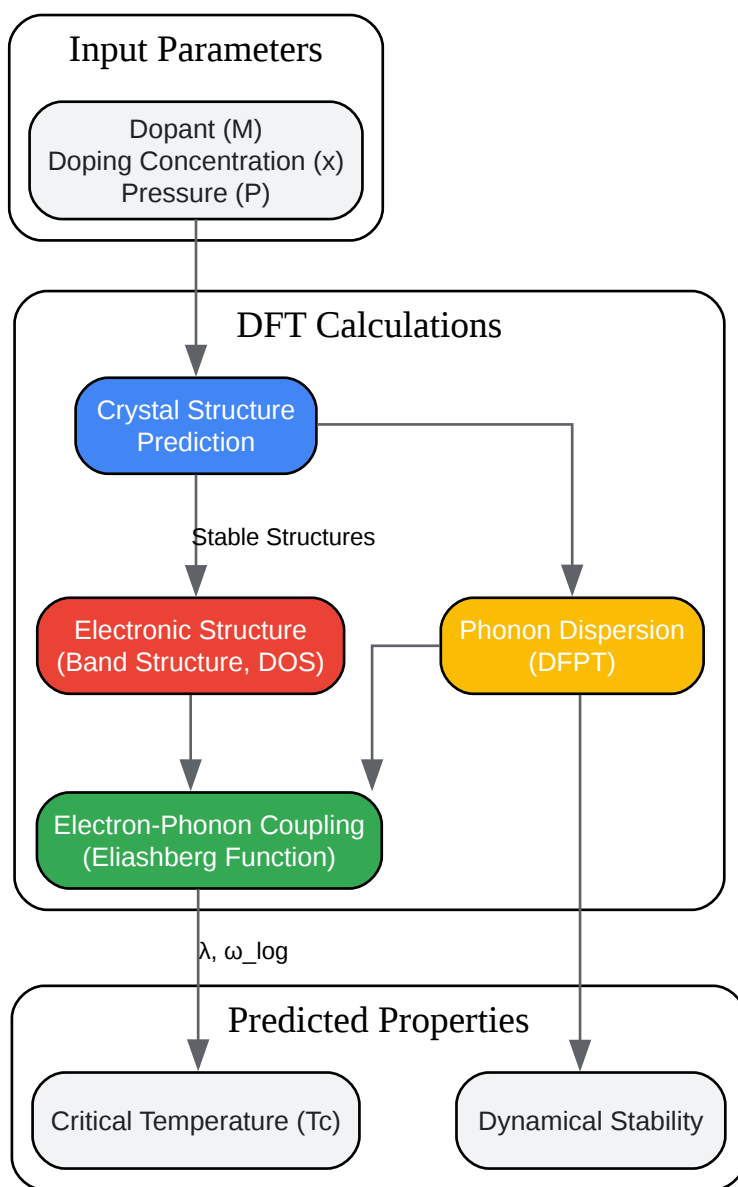 Input Parameters
Dopant (M)
Doping Concentration (x)
Pressure (P)
DFT Calculations
Crystal Structure
Prediction
Stable Structures
Electronic Structure
(Band Structure, DOS)
Phonon Dispersion
(DFPT)
Electron-Phonon Coupling
(Eliashberg Function)
λ, ω_log
Predicted Properties
Critical Temperature (Tc)
Dynamical Stability